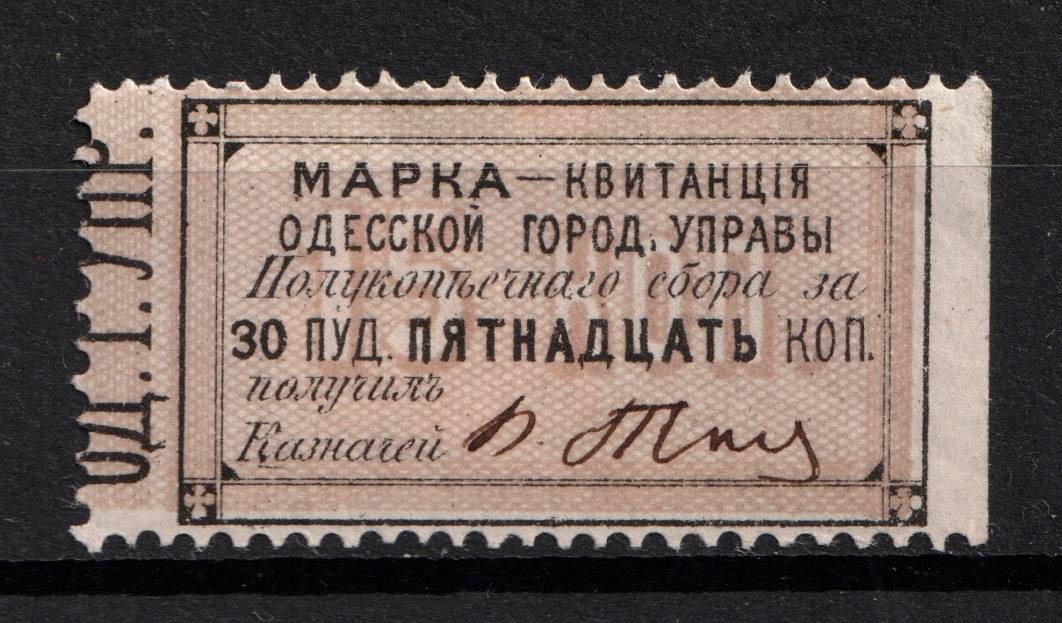 ОД. Г. УПР.
МАРКА — КВИТАНЦІЯ
ОДЕССКОЙ ГОРОД. УПРАВЫ
Полукопѣечнаго сбора за
30 ПУД. ПЯТНАДЦАТЬ КОП.
получилъ
Казначей